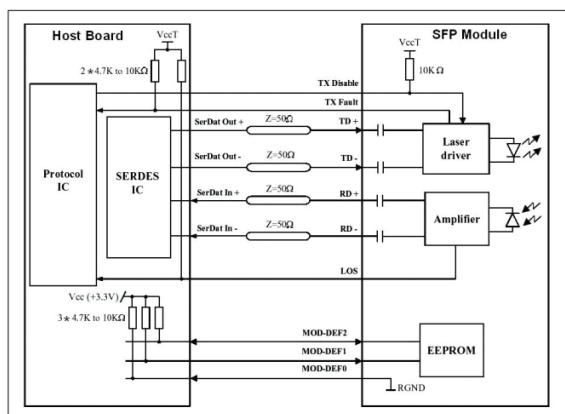 Host Board
SFP Module
VccT
VccT
2∗4.7K to 10KΩ
10KΩ
TX Disable
TX Fault
SerDat Out +
Z=50Ω
TD +
Laser
driver
SerDat Out -
Z=50Ω
TD -
Protocol
IC
SERDES
IC
SerDat In +
Z=50Ω
RD +
Amplifier
SerDat In -
Z=50Ω
RD -
LOS
Vcc (+3.3V)
3∗4.7K to 10KΩ
MOD-DEF2
EEPROM
MOD-DEF1
MOD-DEF0
RGND